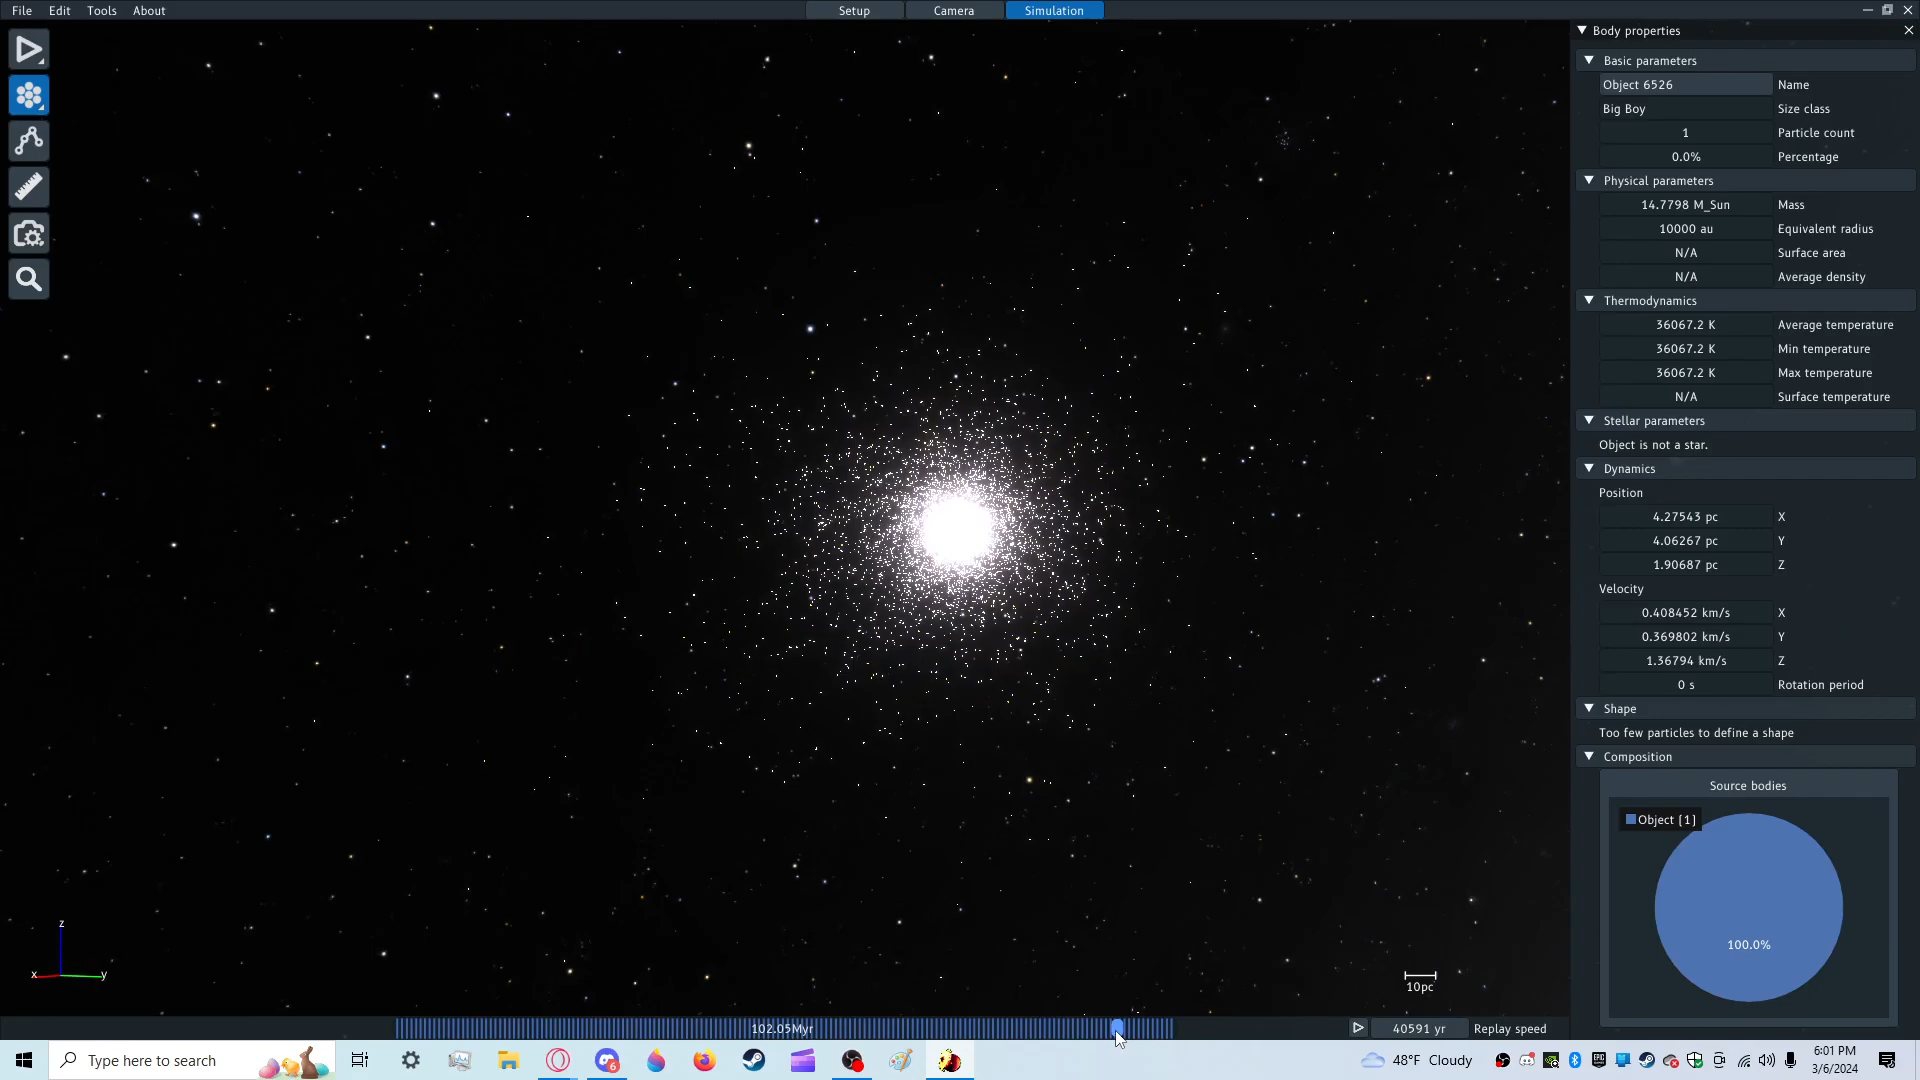 File Edit Tools About
Setup Camera Simulation
Body properties
Basic parameters
Object 6526 Name
Big Boy Size class
1 Particle count
0.0% Percentage
Physical parameters
14.7798 M_Sun Mass
10000 au Equivalent radius
N/A Surface area
N/A Average density
Thermodynamics
36067.2 K Average temperature
36067.2 K Min temperature
36067.2 K Max temperature
N/A Surface temperature
Stellar parameters
Object is not a star.
Dynamics
Position
4.27543 pc X
4.06267 pc Y
1.90687 pc Z
Velocity
0.408452 km/s X
0.369802 km/s Y
1.36794 km/s Z
0 s Rotation period
Shape
Too few particles to define a shape
Composition
Source bodies
Object (1)
100.0%
z
x y
10pc
102.05Myr 40591 yr Replay speed
Type here to search 6 48°F Cloudy EPIC 6:01 PM
3/6/2024